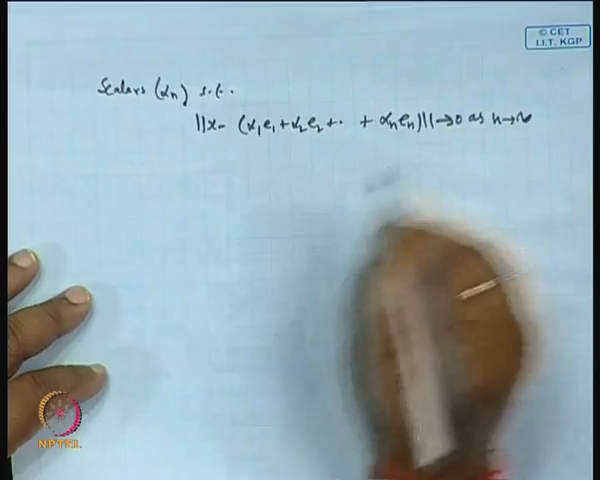 © CET
I.I.T. KGP
Scalars (αn) s.t.
||x - (α₁e₁ + α₂e₂ + .. + αₙeₙ)|| → 0 as n → ∞
NPTEL